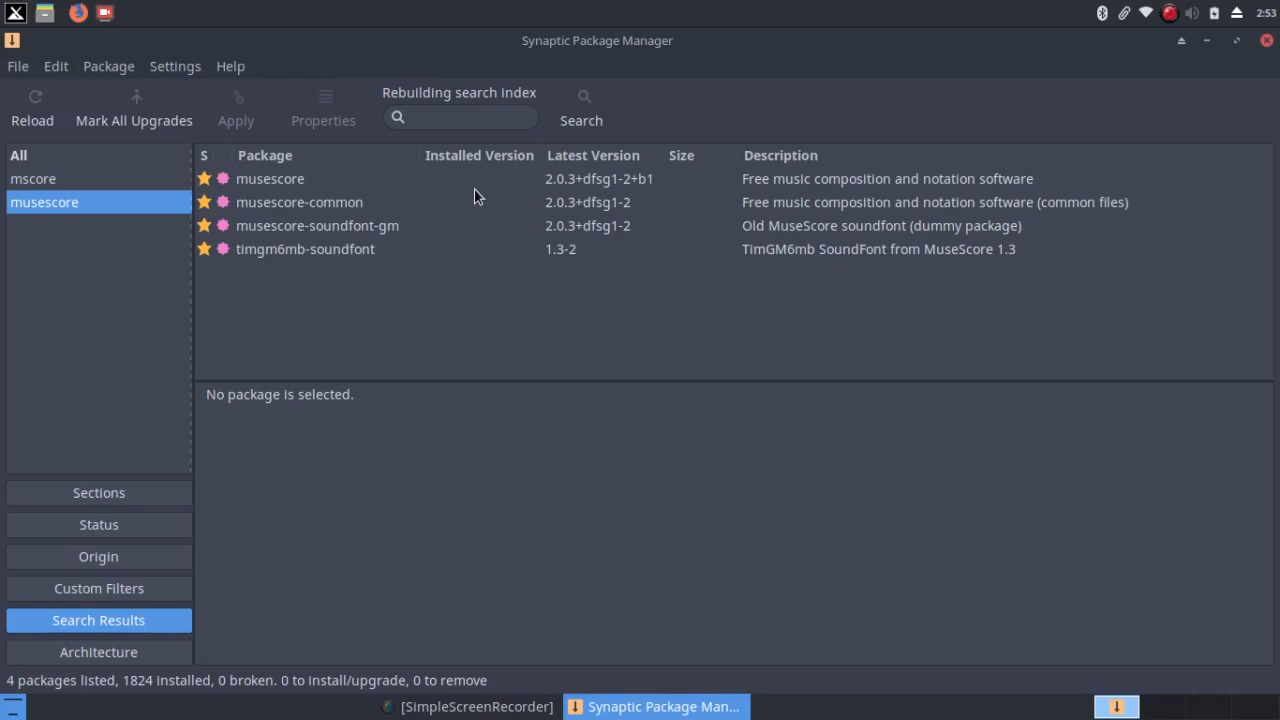 2:53
Synaptic Package Manager
File Edit Package Settings Help
Rebuilding search index
Reload Mark All Upgrades Apply Properties Search
All
mscore
musescore
S Package Installed Version Latest Version Size Description
musescore 2.0.3+dfsg1-2+b1 Free music composition and notation software
musescore-common 2.0.3+dfsg1-2 Free music composition and notation software (common files)
musescore-soundfont-gm 2.0.3+dfsg1-2 Old MuseScore soundfont (dummy package)
timgm6mb-soundfont 1.3-2 TimGM6mb SoundFont from MuseScore 1.3
No package is selected.
Sections
Status
Origin
Custom Filters
Search Results
Architecture
4 packages listed, 1824 installed, 0 broken. 0 to install/upgrade, 0 to remove
[SimpleScreenRecorder] Synaptic Package Man...